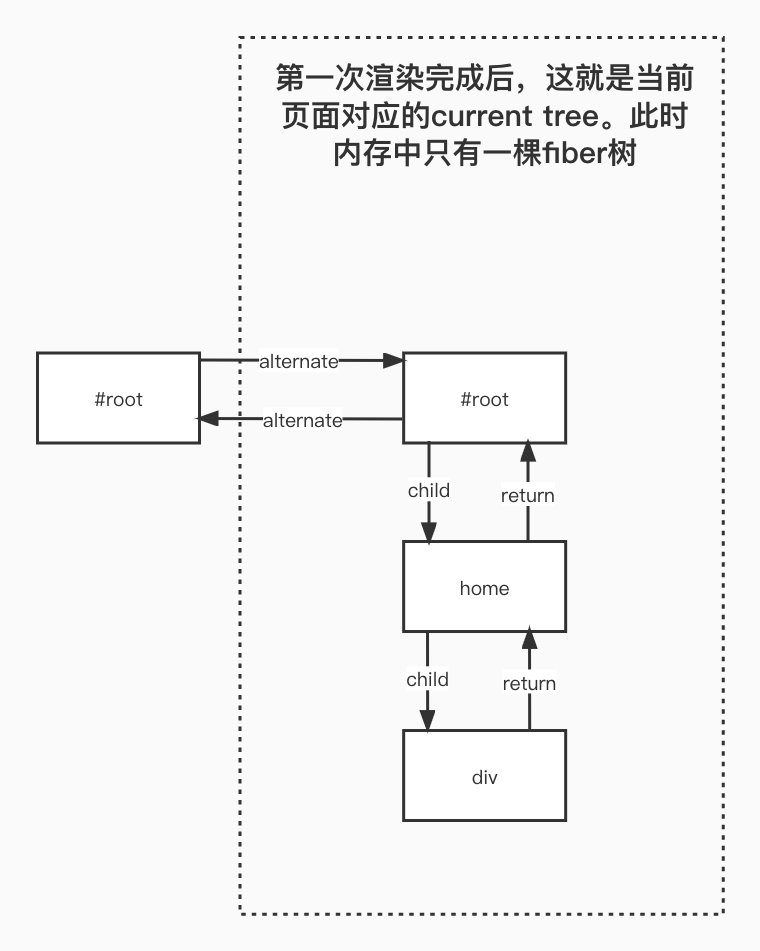 第一次渲染完成后，这就是当前
页面对应的current tree。此时
内存中只有一棵fiber树
alternate
#root
#root
alternate
child
return
home
child
return
div